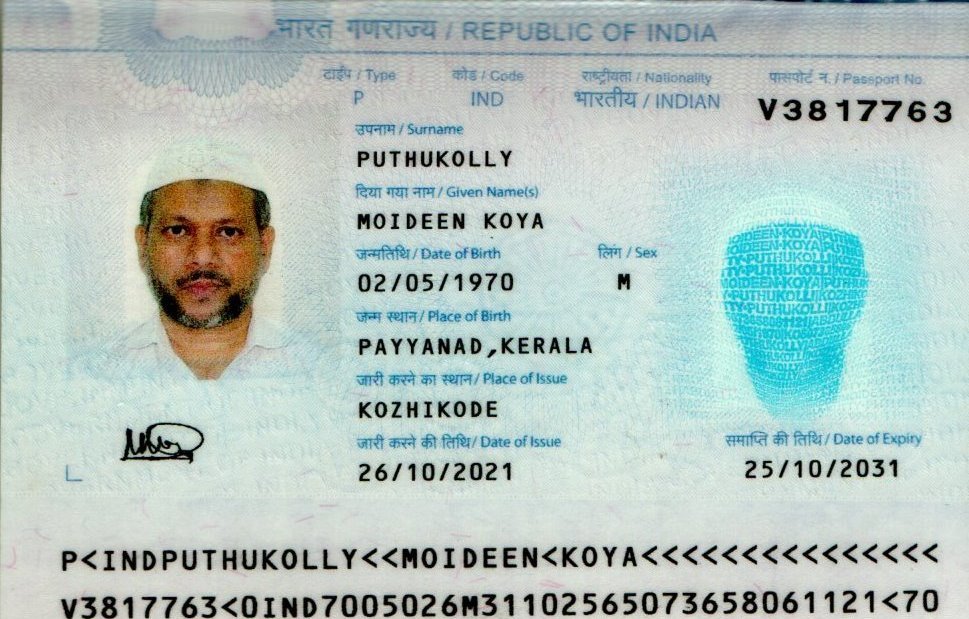 भारत गणराज्य / REPUBLIC OF INDIA
टाईप / Type कोड / Code राष्ट्रीयता / Nationality पासपोर्ट न. / Passport No.
P IND भारतीय / INDIAN V3817763
उपनाम / Surname
PUTHUKOLLY
दिया गया नाम / Given Name(s)
MOIDEEN KOYA
जन्मतिथि / Date of Birth लिंग / Sex
02/05/1970 M
जन्म स्थान / Place of Birth
PAYYANAD,KERALA
जारी करने का स्थान / Place of Issue
KOZHIKODE
जारी करने की तिथि / Date of Issue समाप्ति की तिथि / Date of Expiry
26/10/2021 25/10/2031
P<INDPUTHUKOLLY<<MOIDEEN<KOYA<<<<<<<<<<<<<<<
V3817763<0IND7005026M31102565073658061121<70